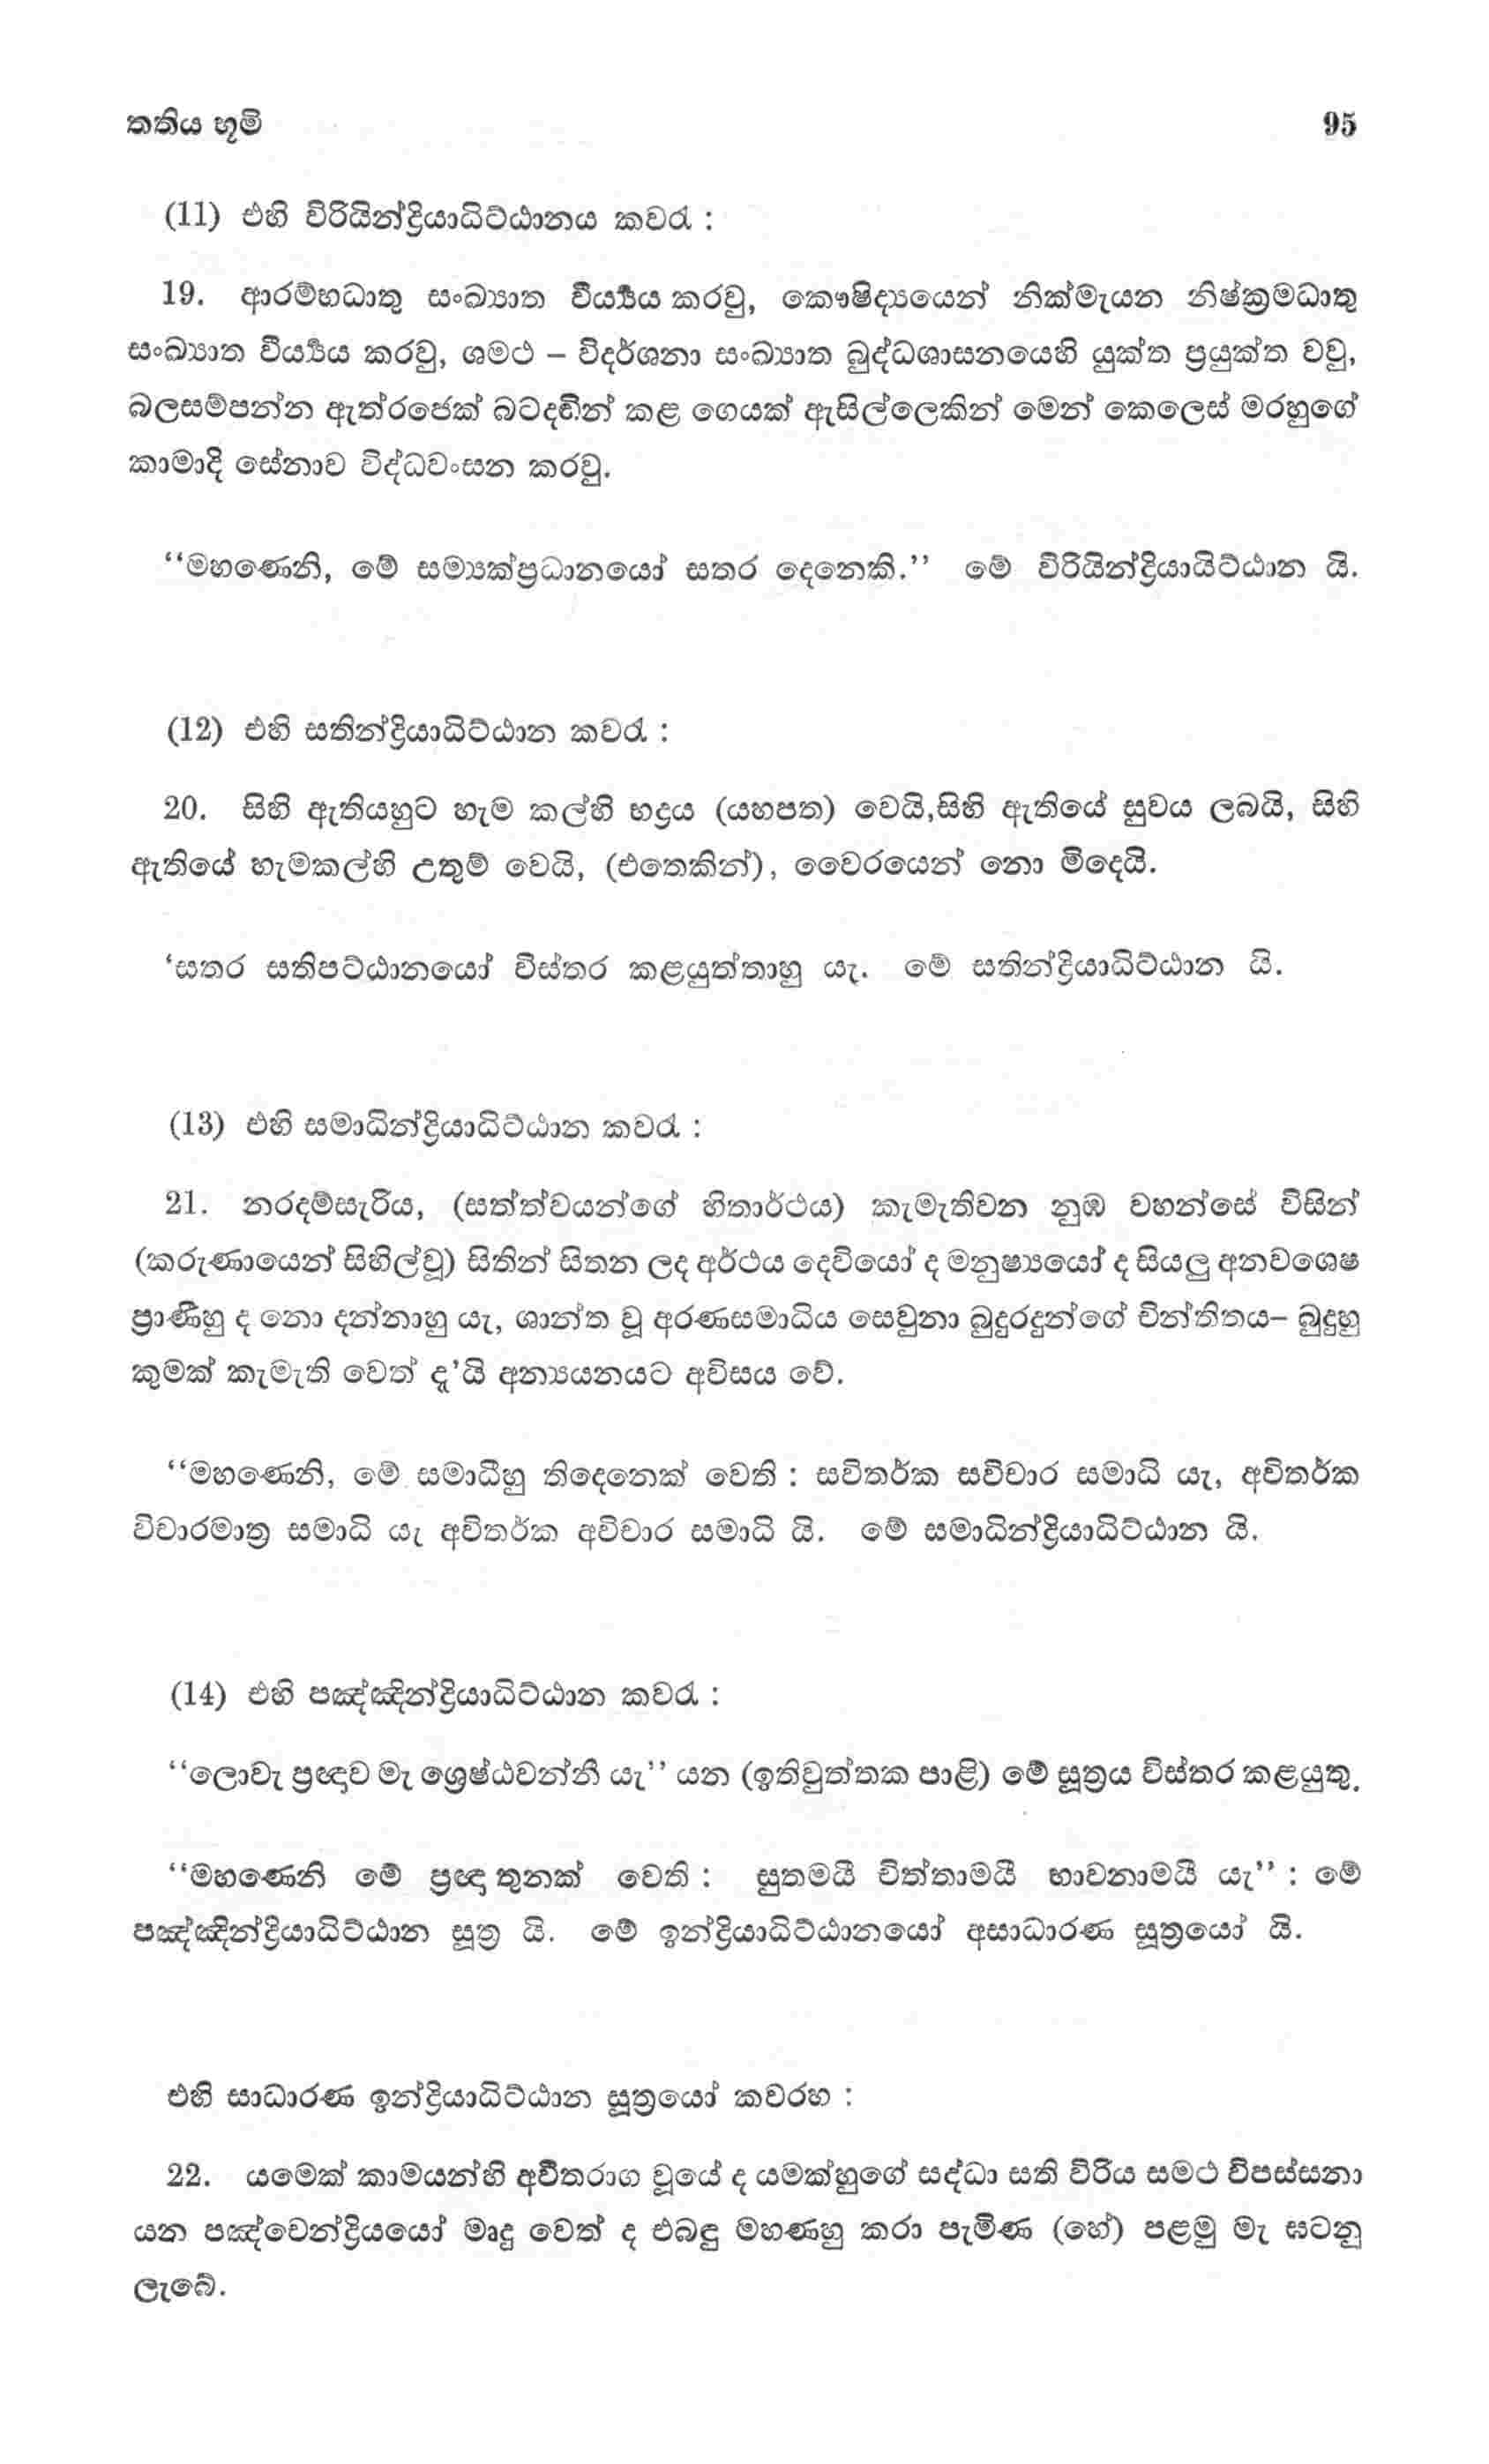 තතිය භූමි 95
(11) එහි විරියින්ද්‍රියාධිට්ඨානය කවරැ :
19. ආරම්භධාතු සංඛ්‍යාත වීර්‍ය්‍යය කරවු, කෞෂිද්‍යයෙන් නික්මැයන නිෂ්ක්‍රමධාතු
සංඛ්‍යාත වීර්‍ය්‍යය කරවු, ශමථ – විදර්ශනා සංඛ්‍යාත බුද්ධශාසනයෙහි යුක්ත ප්‍රයුක්ත වවු,
බලසම්පන්න ඇත්රජෙක් බටදඬින් කළ ගෙයක් ඇසිල්ලෙකින් මෙන් කෙලෙස් මරහුගේ
කාමාදි සේනාව විද්ධවංසන කරවු.
‘‘මහණෙනි, මේ සම්‍යක්ප්‍රධානයෝ සතර දෙනෙකි.’’ මේ විරියින්ද්‍රියායිට්ඨාන යි.
(12) එහි සතින්ද්‍රියාධිට්ඨාන කවරැ :
20. සිහි ඇතියහුට හැම කල්හි භද්‍රය (යහපත) වෙයි,සිහි ඇතියේ සුවය ලබයි, සිහි
ඇතියේ හැමකල්හි උතුම් වෙයි, (එතෙකින්), වෛරයෙන් නො මිදෙයි.
‘සතර සතිපට්ඨානයෝ විස්තර කළයුත්තාහු යැ. මේ සතින්ද්‍රියාධිට්ඨාන යි.
(13) එහි සමාධින්ද්‍රියාධිට්ඨාන කවරැ :
21. නරදම්සැරිය, (සත්ත්වයන්ගේ හිතාර්ථය) කැමැතිවන නුඹ වහන්සේ විසින්
(කරුණායෙන් සිහිල්වූ) සිතින් සිතන ලද අර්ථය දෙවියෝ ද මනුෂ්‍යයෝ ද සියලු අනවශෙෂ
ප්‍රාණීහු ද නො දන්නාහු යැ, ශාන්ත වූ අරණසමාධිය සෙවුනා බුදුරදුන්ගේ චින්තිතය– බුදුහු
කුමක් කැමැති වෙත් දැ’යි අන්‍යයනයට අවිසය වේ.
‘‘මහණෙනි, මේ සමාධීහු තිදෙනෙක් වෙති : සවිතර්ක සවිචාර සමාධි යැ, අවිතර්ක
විචාරමාත්‍ර සමාධි යැ අවිතර්ක අවිචාර සමාධි යි. මේ සමාධින්ද්‍රියාධිට්ඨාන යි.
(14) එහි පඤ්ඤින්ද්‍රියාධිට්ඨාන කවරැ :
‘‘ලොවැ ප්‍රඥාව මැ ශ්‍රෙෂ්ඨවන්නී යැ’’ යන (ඉතිවුත්තක පාළි) මේ සූත්‍රය විස්තර කළයුතු.
‘‘මහණෙනි මේ ප්‍රඥා තුනක් වෙති : සුතමයී චින්තාමයී භාවනාමයී යැ’’ : මේ
පඤ්ඤින්ද්‍රියාධිට්ඨාන සූත්‍ර යි. මේ ඉන්ද්‍රියාධිට්ඨානයෝ අසාධාරණ සූත්‍රයෝ යි.
එහි සාධාරණ ඉන්ද්‍රියාධිට්ඨාන සූත්‍රයෝ කවරහ :
22. යමෙක් කාමයන්හි අවීතරාග වූයේ ද යමක්හුගේ සද්ධා සති විරිය සමථ විපස්සනා
යන පඤ්චෙන්ද්‍රියයෝ මෘදු වෙත් ද එබඳු මහණහු කරා පැමිණ (හේ) පළමු මැ ඝටනු
ලැබේ.